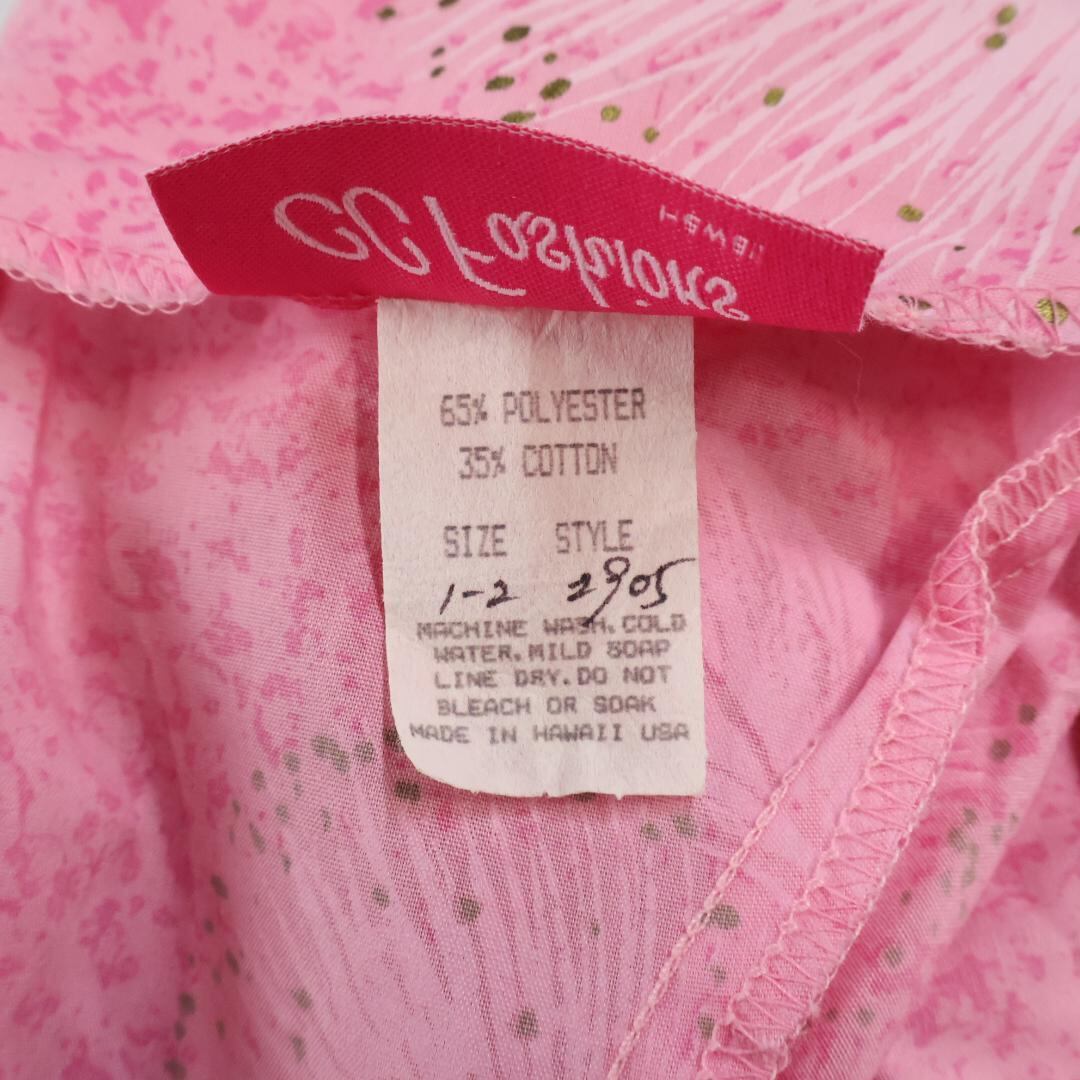 CC Fashions
HAWAII
65% POLYESTER
35% COTTON
SIZE STYLE
1-2 2905
MACHINE WASH.COLD
WATER.MILD SOAP
LINE DRY.DO NOT
BLEACH OR SOAK
MADE IN HAWAII USA